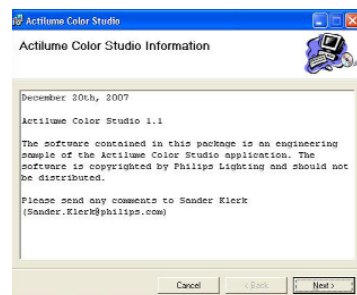 Actilume Color Studio
Actilume Color Studio Information
December 20th, 2007
Actilume Color Studio 1.1
The software contained in this package is an engineering
sample of the Actilume Color Studio application. The
software is copyrighted by Philips Lighting and should not
be distributed.
Please send any comments to Sander Klerk
(Sander.Klerk@philips.com)
Cancel
< Back
Next >